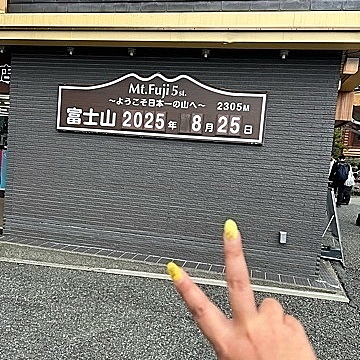 Mt.Fuji 5st.
～ようこそ日本一の山へ～ 2305M
富士山 2025年 8月25日
店